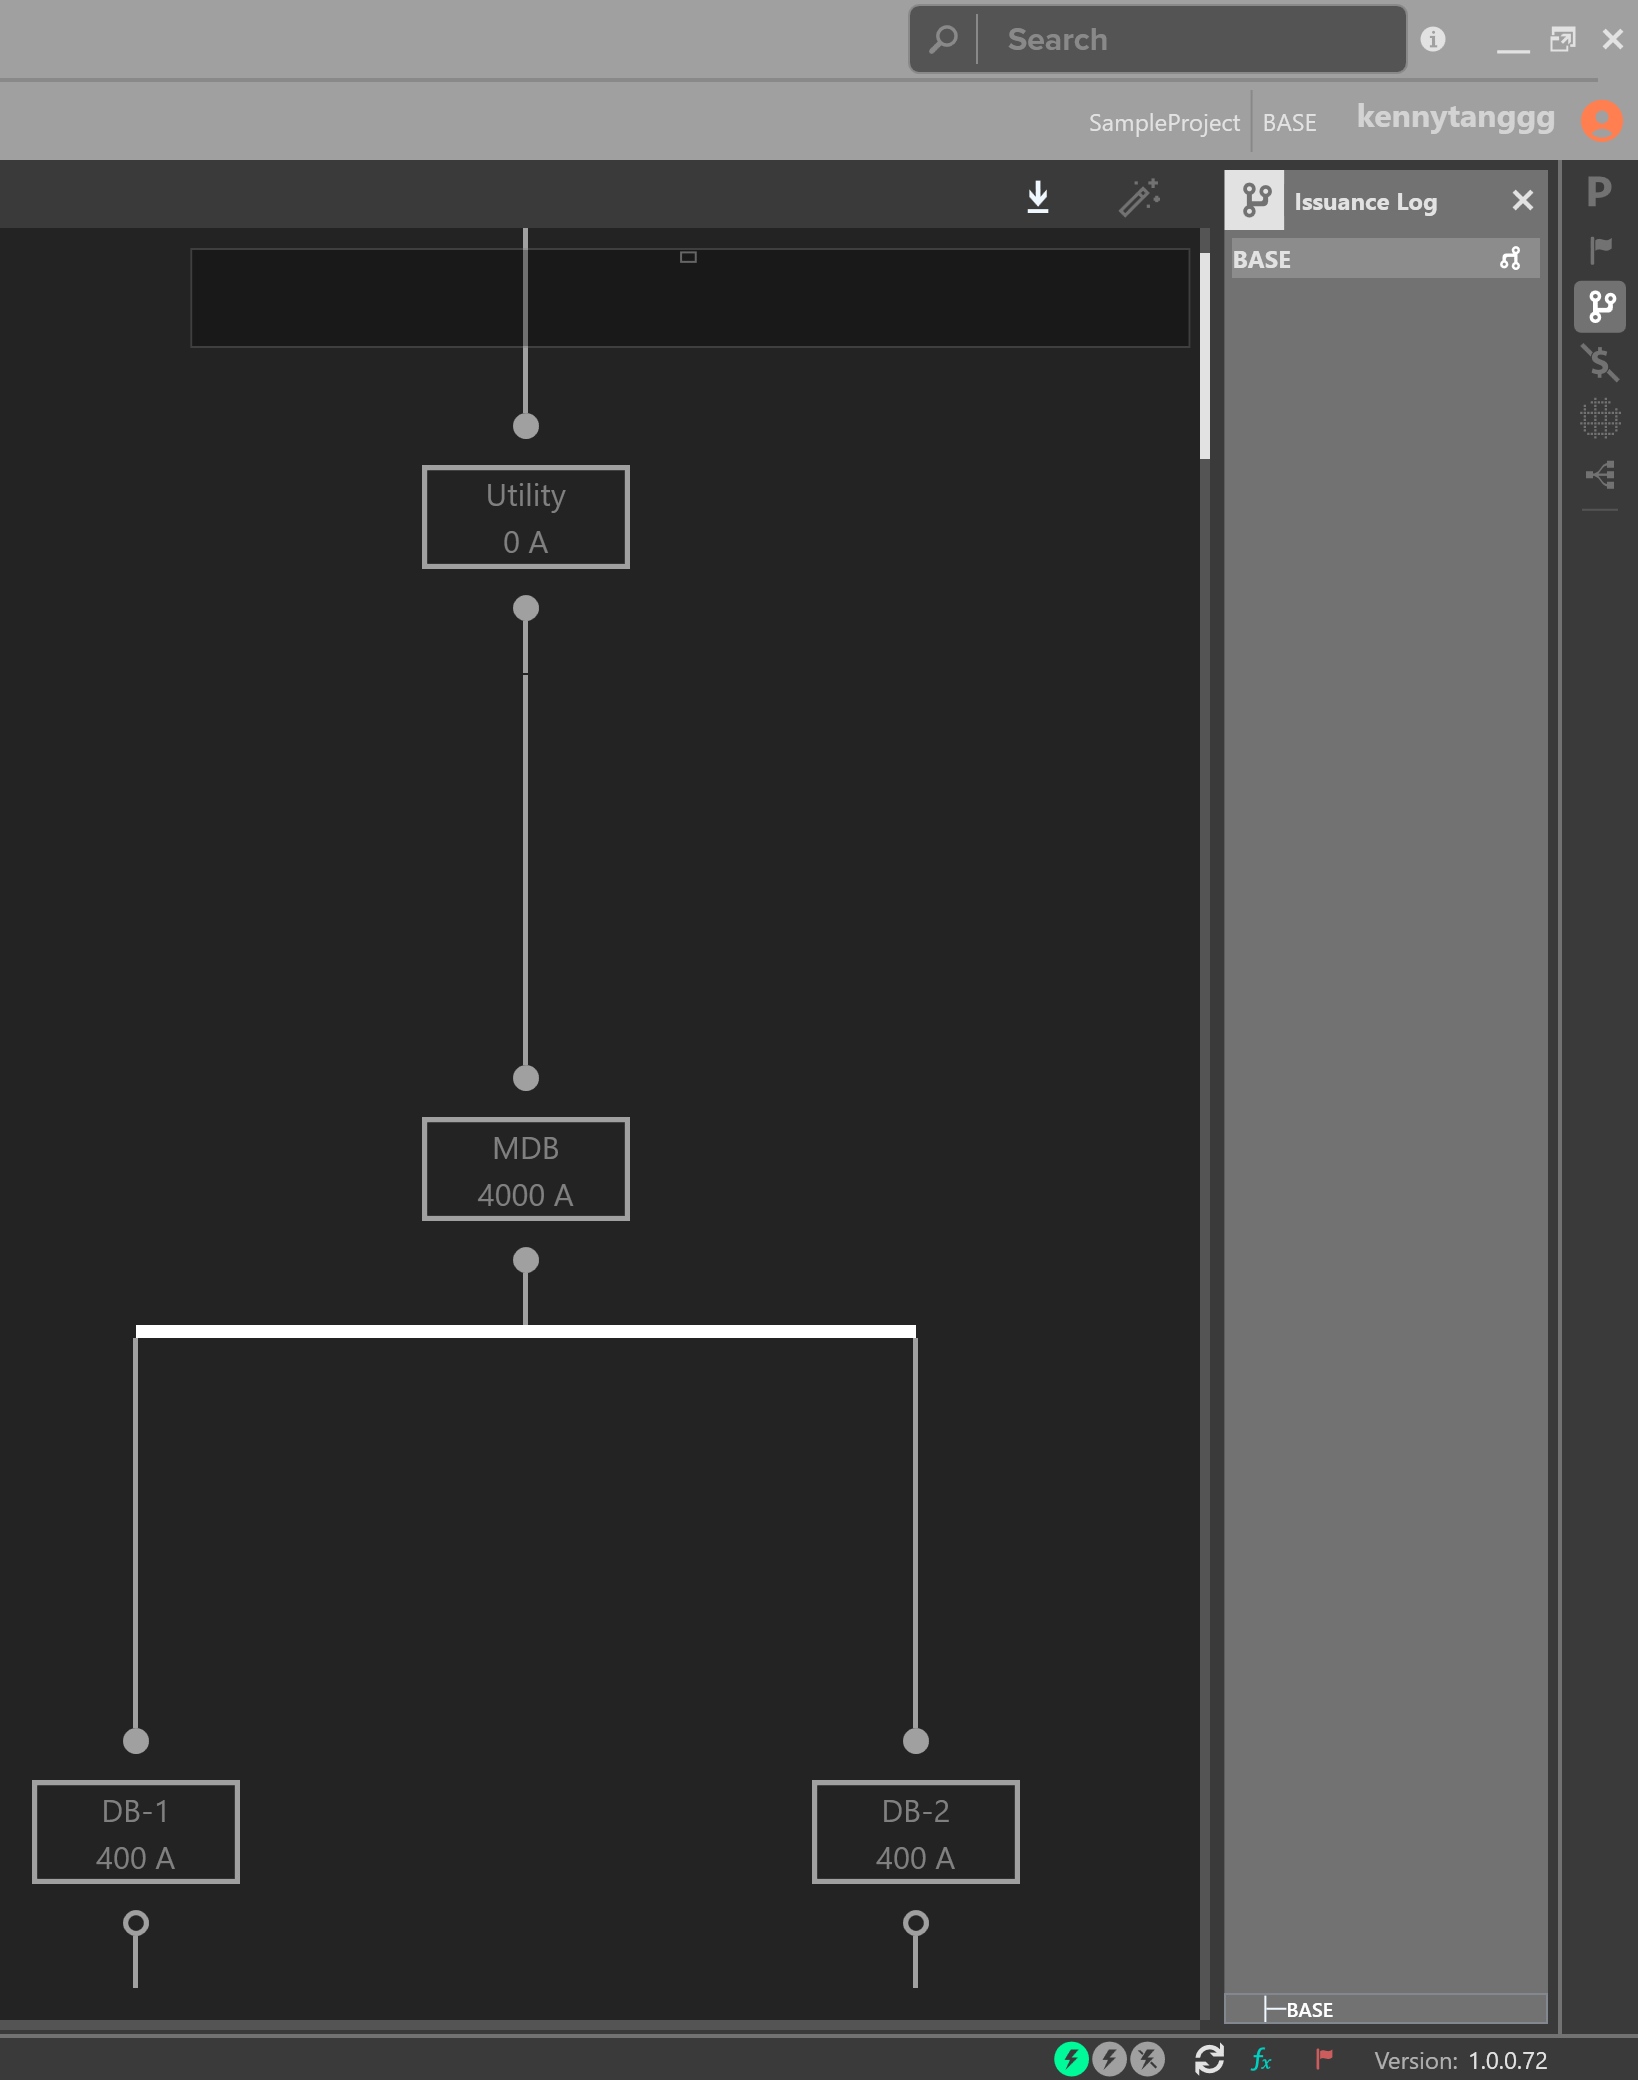 Search
SampleProject
BASE
kennytanggg
Issuance Log
BASE
P
Utility
0 A
MDB
4000 A
DB-1
400 A
DB-2
400 A
BASE
fx
Version: 1.0.0.72